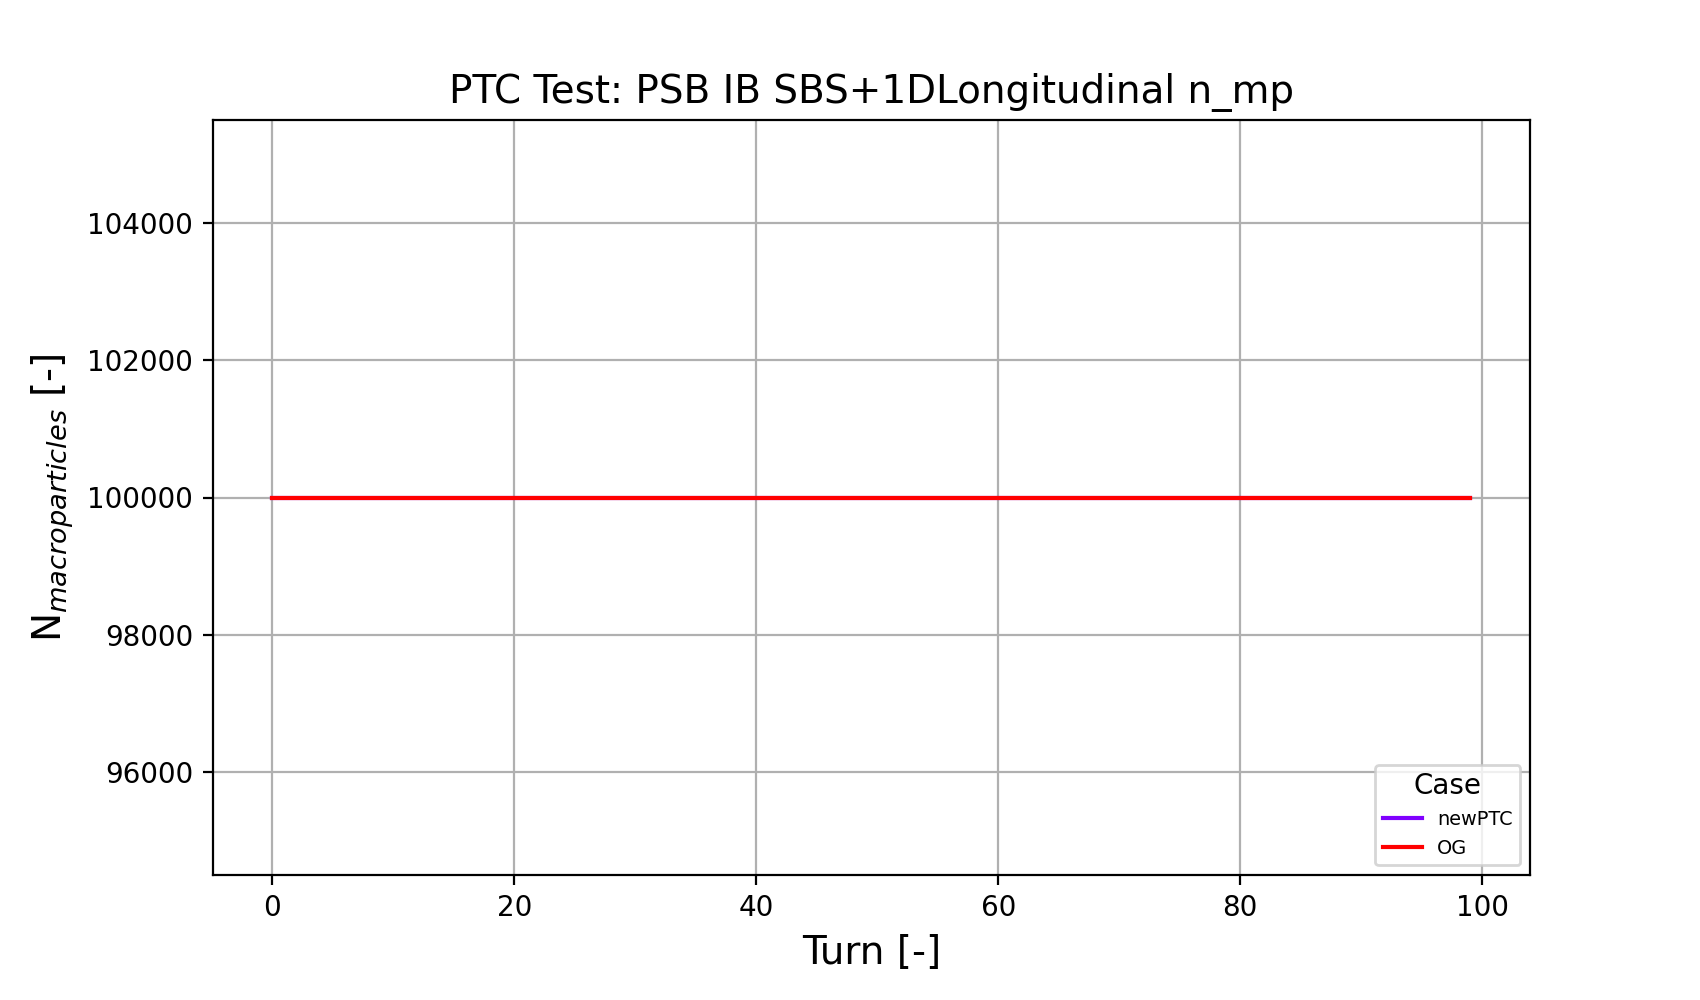 PTC Test: PSB IB SBS+1DLongitudinal n_mp
N_macroparticles [-]
104000
102000
100000
98000
96000
Case
newPTC
OG
0 20 40 60 80 100
Turn [-]